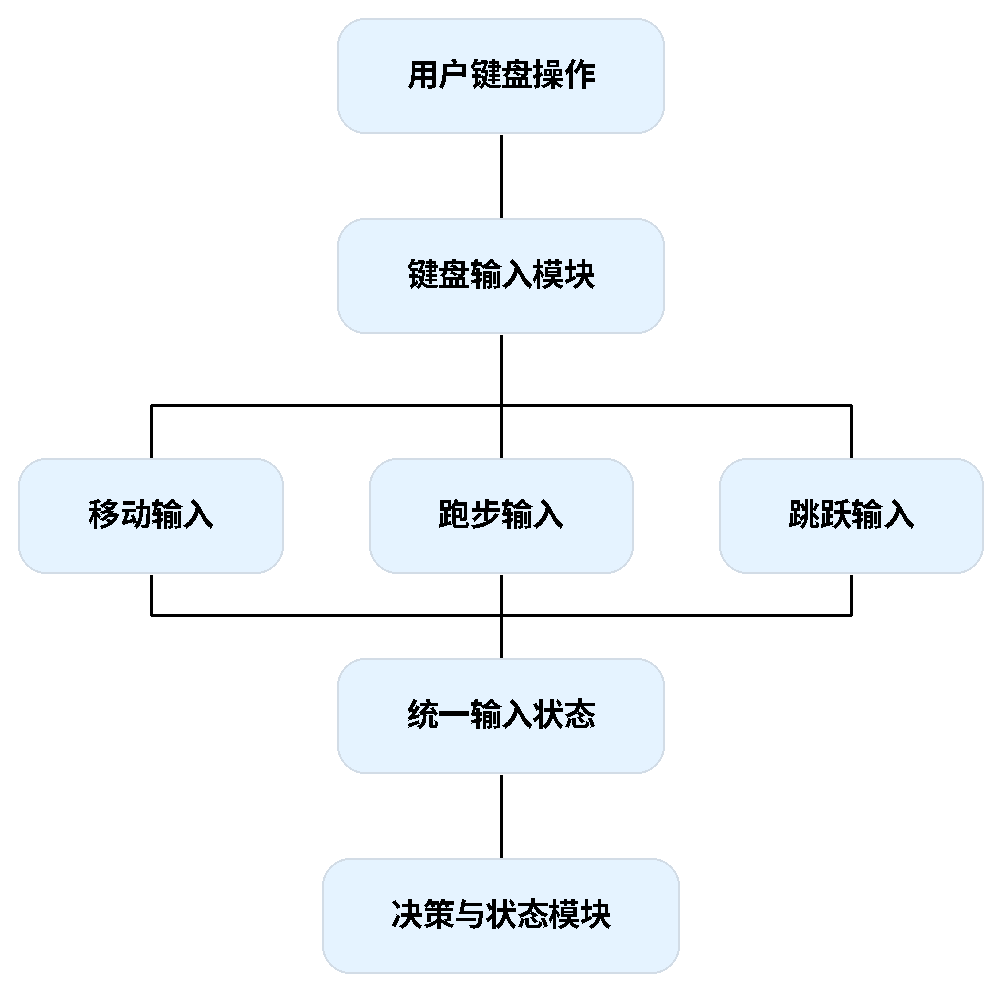 用户键盘操作
键盘输入模块
移动输入
跑步输入
跳跃输入
统一输入状态
决策与状态模块